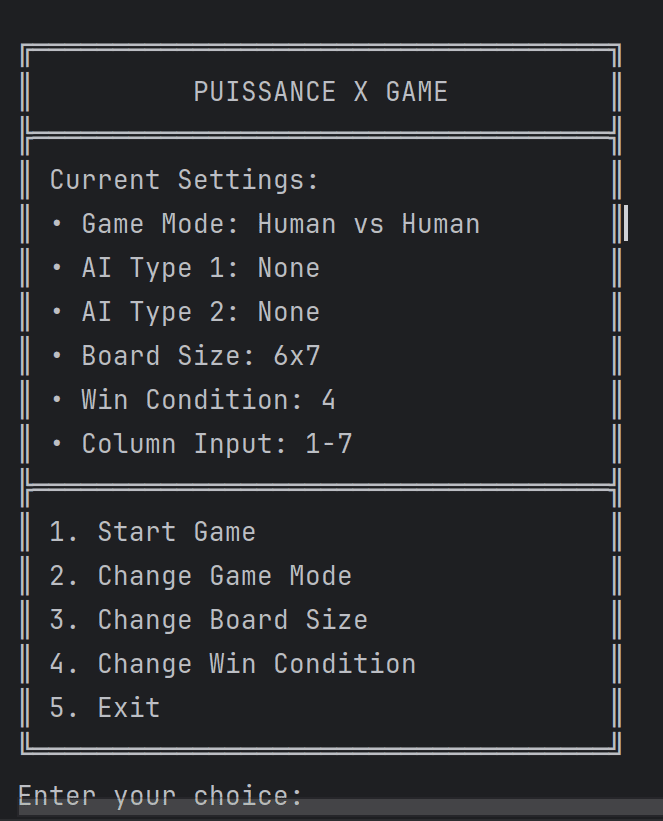 PUISSANCE X GAME
Current Settings:
• Game Mode: Human vs Human
• AI Type 1: None
• AI Type 2: None
• Board Size: 6x7
• Win Condition: 4
• Column Input: 1-7
1. Start Game
2. Change Game Mode
3. Change Board Size
4. Change Win Condition
5. Exit
Enter your choice: